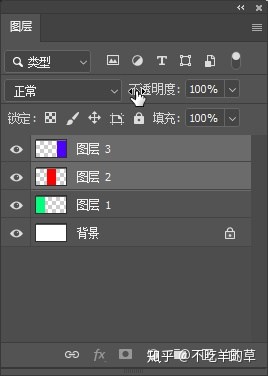 图层
类型
正常 不透明度: 100%
锁定: 填充: 100%
图层 3
图层 2
图层 1
背景
fx
知乎 @不吃羊的草